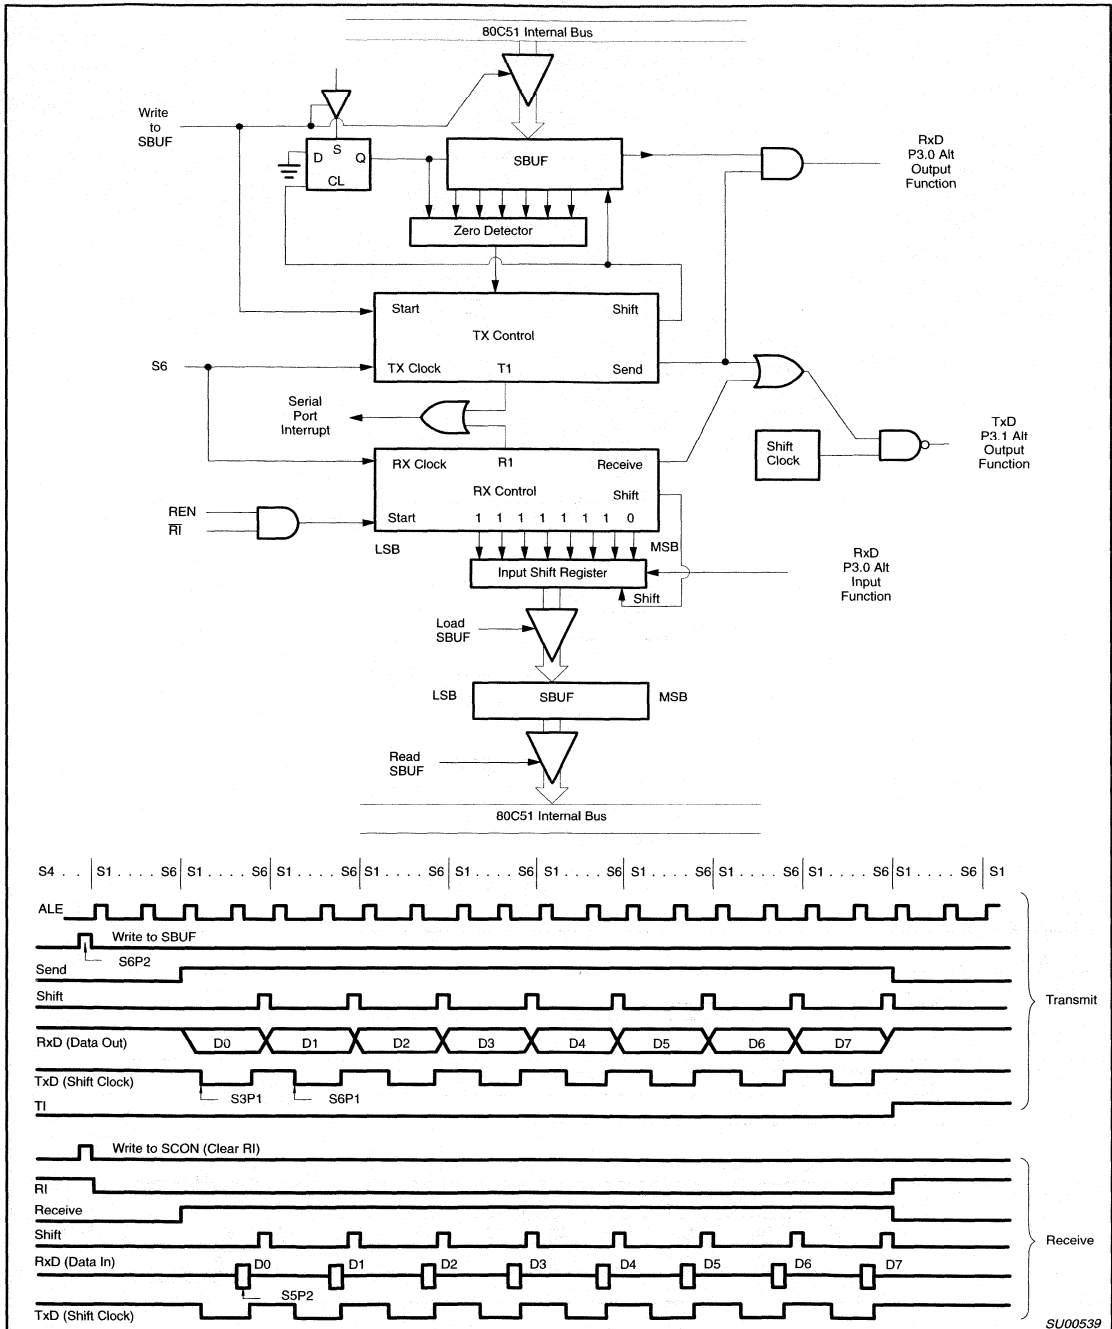 80C51 Internal Bus
Write
to
SBUF
D
S
Q
CL
SBUF
RxD
P3.0 Alt
Output
Function
Zero Detector
Start
Shift
TX Control
S6
TX Clock
T1
Send
Serial
Port
Interrupt
TxD
P3.1 Alt
Output
Function
Shift
Clock
RX Clock
R1
Receive
RX Control
Shift
REN
RI
Start
1 1 1 1 1 1 1 0
LSB
MSB
Input Shift Register
RxD
P3.0 Alt
Input
Function
Shift
Load
SBUF
LSB
SBUF
MSB
Read
SBUF
80C51 Internal Bus
S4 . . S1 . . . . S6 S1 . . . . S6 S1 . . . . S6 S1 . . . . S6 S1 . . . . S6 S1 . . . . S6 S1 . . . . S6 S1 . . . . S6 S1 . . . . S6 S1 . . . . S6 S1
ALE
Write to SBUF
S6P2
Send
Shift
Transmit
RxD (Data Out) D0 D1 D2 D3 D4 D5 D6 D7
TxD (Shift Clock)
S3P1 S6P1
TI
Write to SCON (Clear RI)
RI
Receive
Shift
Receive
RxD (Data In) D0 D1 D2 D3 D4 D5 D6 D7
S5P2
TxD (Shift Clock)
SU00539